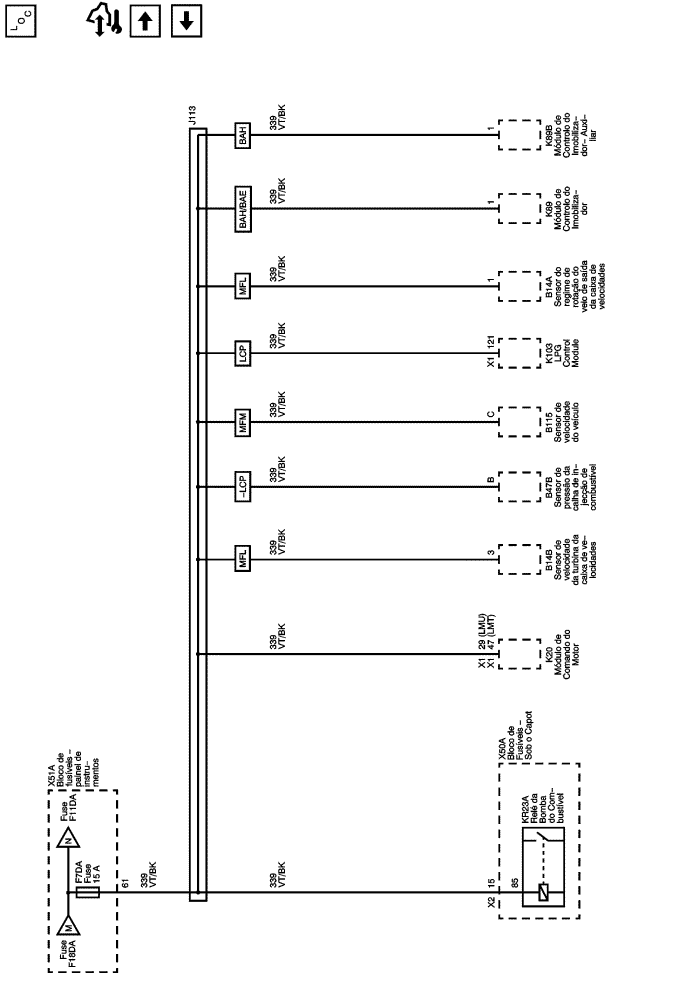 LOC
X51A
Bloco de
fusíveis –
painel de
instru–
mentos
Fuse
F18DA
M
F7DA
Fuse
15 A
N
Fuse
F11DA
61
339
VT/BK
J113
339
VT/BK
X2 15
85
KR23A
Relé da
Bomba
do Com–
bustível
X50A
Bloco de
Fusíveis –
Sob o Capot
339
VT/BK
X1 29 (LMU)
X1 47 (LMT)
K20
Módulo de
Comando do
Motor
MFL
339
VT/BK
3
B14B
Sensor de
velocidade
da turbina da
caixa de ve–
locidades
–LCP
339
VT/BK
B
B47B
Sensor de
pressão da
calha de in–
jecção de
combustível
MFM
339
VT/BK
C
B115
Sensor de
velocidade
do veículo
LCP
339
VT/BK
X1 121
K103
LPG
Control
Module
MFL
339
VT/BK
1
B14A
Sensor do
regime de
rotação do
veio de saída
da caixa de
velocidades
BAH/BAE
339
VT/BK
1
K89
Módulo de
Controlo do
Imobiliza–
dor
BAH
339
VT/BK
1
K89B
Módulo de
Controlo do
Imobiliza–
dor– Auxi–
liar